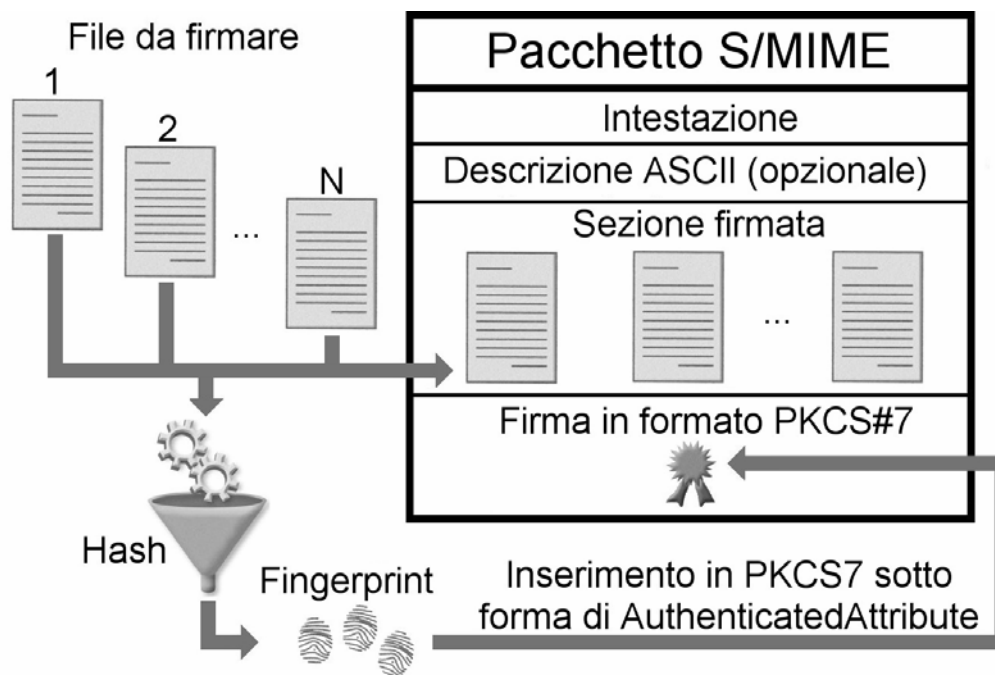 File da firmare
1
2
...
N
Pacchetto S/MIME
Intestazione
Descrizione ASCII (opzionale)
Sezione firmata
...
Firma in formato PKCS#7
Hash
Fingerprint
Inserimento in PKCS7 sotto
forma di AuthenticatedAttribute